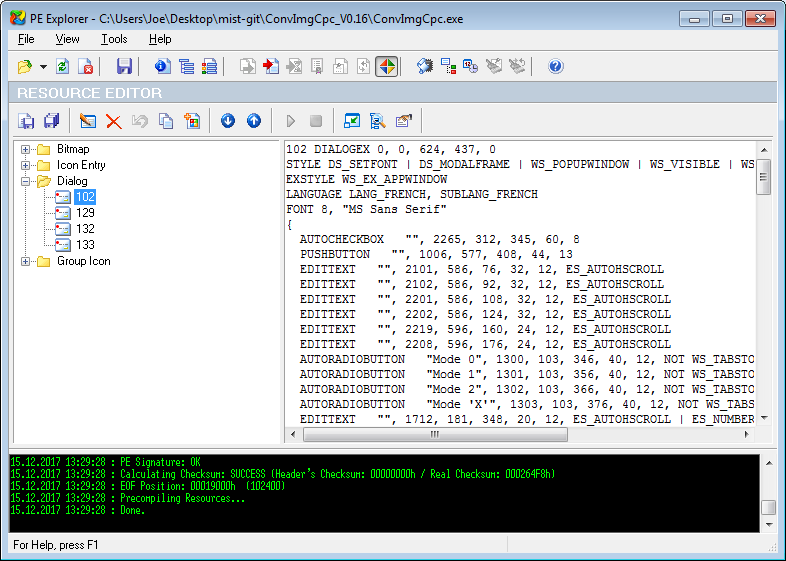 PE Explorer - C:\Users\Joe\Desktop\mist-git\ConvImgCpc_V0.16\ConvImgCpc.exe
File View Tools Help
RESOURCE EDITOR
Bitmap
Icon Entry
Dialog
102
129
132
133
Group Icon
102 DIALOGEX 0, 0, 624, 437, 0
STYLE DS_SETFONT | DS_MODALFRAME | WS_POPUPWINDOW | WS_VISIBLE | WS
EXSTYLE WS_EX_APPWINDOW
LANGUAGE LANG_FRENCH, SUBLANG_FRENCH
FONT 8, "MS Sans Serif"
{
AUTOCHECKBOX "", 2265, 312, 345, 60, 8
PUSHBUTTON "", 1006, 577, 408, 44, 13
EDITTEXT "", 2101, 586, 76, 32, 12, ES_AUTOHSCROLL
EDITTEXT "", 2102, 586, 92, 32, 12, ES_AUTOHSCROLL
EDITTEXT "", 2201, 586, 108, 32, 12, ES_AUTOHSCROLL
EDITTEXT "", 2202, 586, 124, 32, 12, ES_AUTOHSCROLL
EDITTEXT "", 2219, 596, 160, 24, 12, ES_AUTOHSCROLL
EDITTEXT "", 2208, 596, 176, 24, 12, ES_AUTOHSCROLL
AUTORADIOBUTTON "Mode 0", 1300, 103, 346, 40, 12, NOT WS_TABSTO
AUTORADIOBUTTON "Mode 1", 1301, 103, 356, 40, 12, NOT WS_TABSTO
AUTORADIOBUTTON "Mode 2", 1302, 103, 366, 40, 12, NOT WS_TABSTO
AUTORADIOBUTTON "Mode 'X'", 1303, 103, 376, 40, 12, NOT WS_TABS
EDITTEXT "", 1712, 181, 348, 20, 12, ES_AUTOHSCROLL | ES_NUMBER
15.12.2017 13:29:28 : PE Signature: OK
15.12.2017 13:29:28 : Calculating Checksum: SUCCESS (Header's Checksum: 00000000h / Real Checksum: 000264F8h)
15.12.2017 13:29:28 : EOF Position: 00019000h (102400)
15.12.2017 13:29:28 : Precompiling Resources...
15.12.2017 13:29:28 : Done.
For Help, press F1